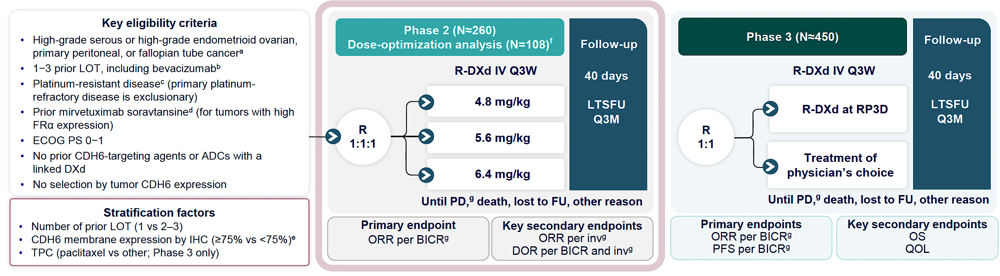 Key eligibility criteria
• High-grade serous or high-grade endometrioid ovarian,
primary peritoneal, or fallopian tube cancerᵃ
• 1−3 prior LOT, including bevacizumabᵇ
• Platinum-resistant diseaseᶜ (primary platinum-
refractory disease is exclusionary)
• Prior mirvetuximab soravtansineᵈ (for tumors with high
FRα expression)
• ECOG PS 0−1
• No prior CDH6-targeting agents or ADCs with a
linked DXd
• No selection by tumor CDH6 expression
Stratification factors
• Number of prior LOT (1 vs 2–3)
• CDH6 membrane expression by IHC (≥75% vs <75%)ᵉ
• TPC (paclitaxel vs other; Phase 3 only)
Phase 2 (N≈260)
Dose-optimization analysis (N=108)ᶠ
R-DXd IV Q3W
R
1:1:1
4.8 mg/kg
5.6 mg/kg
6.4 mg/kg
Follow-up
40 days
LTSFU
Q3M
Until PD,ᵍ death, lost to FU, other reason
Primary endpoint
ORR per BICRᵍ
Key secondary endpoints
ORR per invᵍ
DOR per BICR and invᵍ
Phase 3 (N≈450)
R-DXd IV Q3W
R
1:1
R-DXd at RP3D
Treatment of
physician’s choice
Follow-up
40 days
LTSFU
Q3M
Until PD,ᵍ death, lost to FU, other reason
Primary endpoints
ORR per BICRᵍ
PFS per BICRᵍ
Key secondary endpoints
OS
QOL